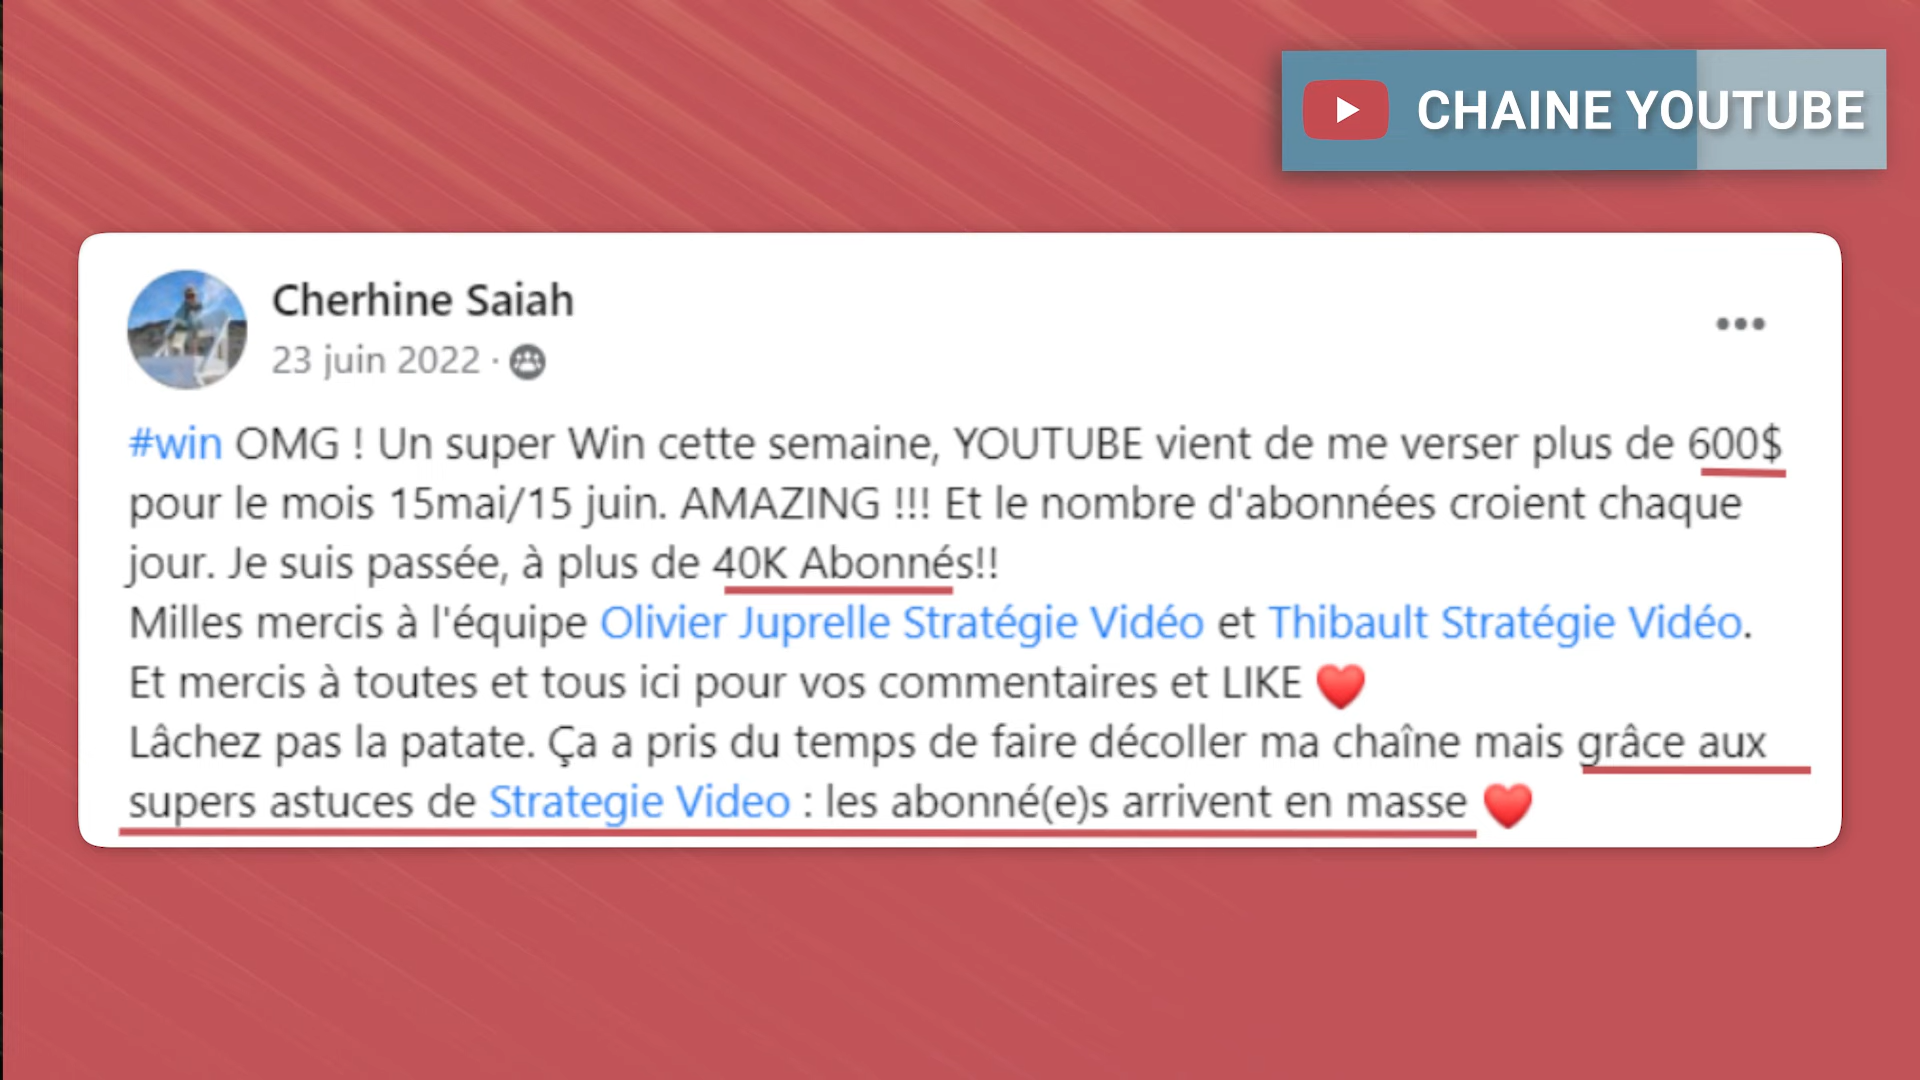 CHAINE YOUTUBE
Cherhine Saiah
23 juin 2022 ·
#win OMG ! Un super Win cette semaine, YOUTUBE vient de me verser plus de 600$
pour le mois 15mai/15 juin. AMAZING !!! Et le nombre d'abonnées croient chaque
jour. Je suis passée, à plus de 40K Abonnés!!
Milles mercis à l'équipe Olivier Juprelle Stratégie Vidéo et Thibault Stratégie Vidéo.
Et mercis à toutes et tous ici pour vos commentaires et LIKE ❤️
Lâchez pas la patate. Ça a pris du temps de faire décoller ma chaîne mais grâce aux
supers astuces de Strategie Video : les abonné(e)s arrivent en masse ❤️